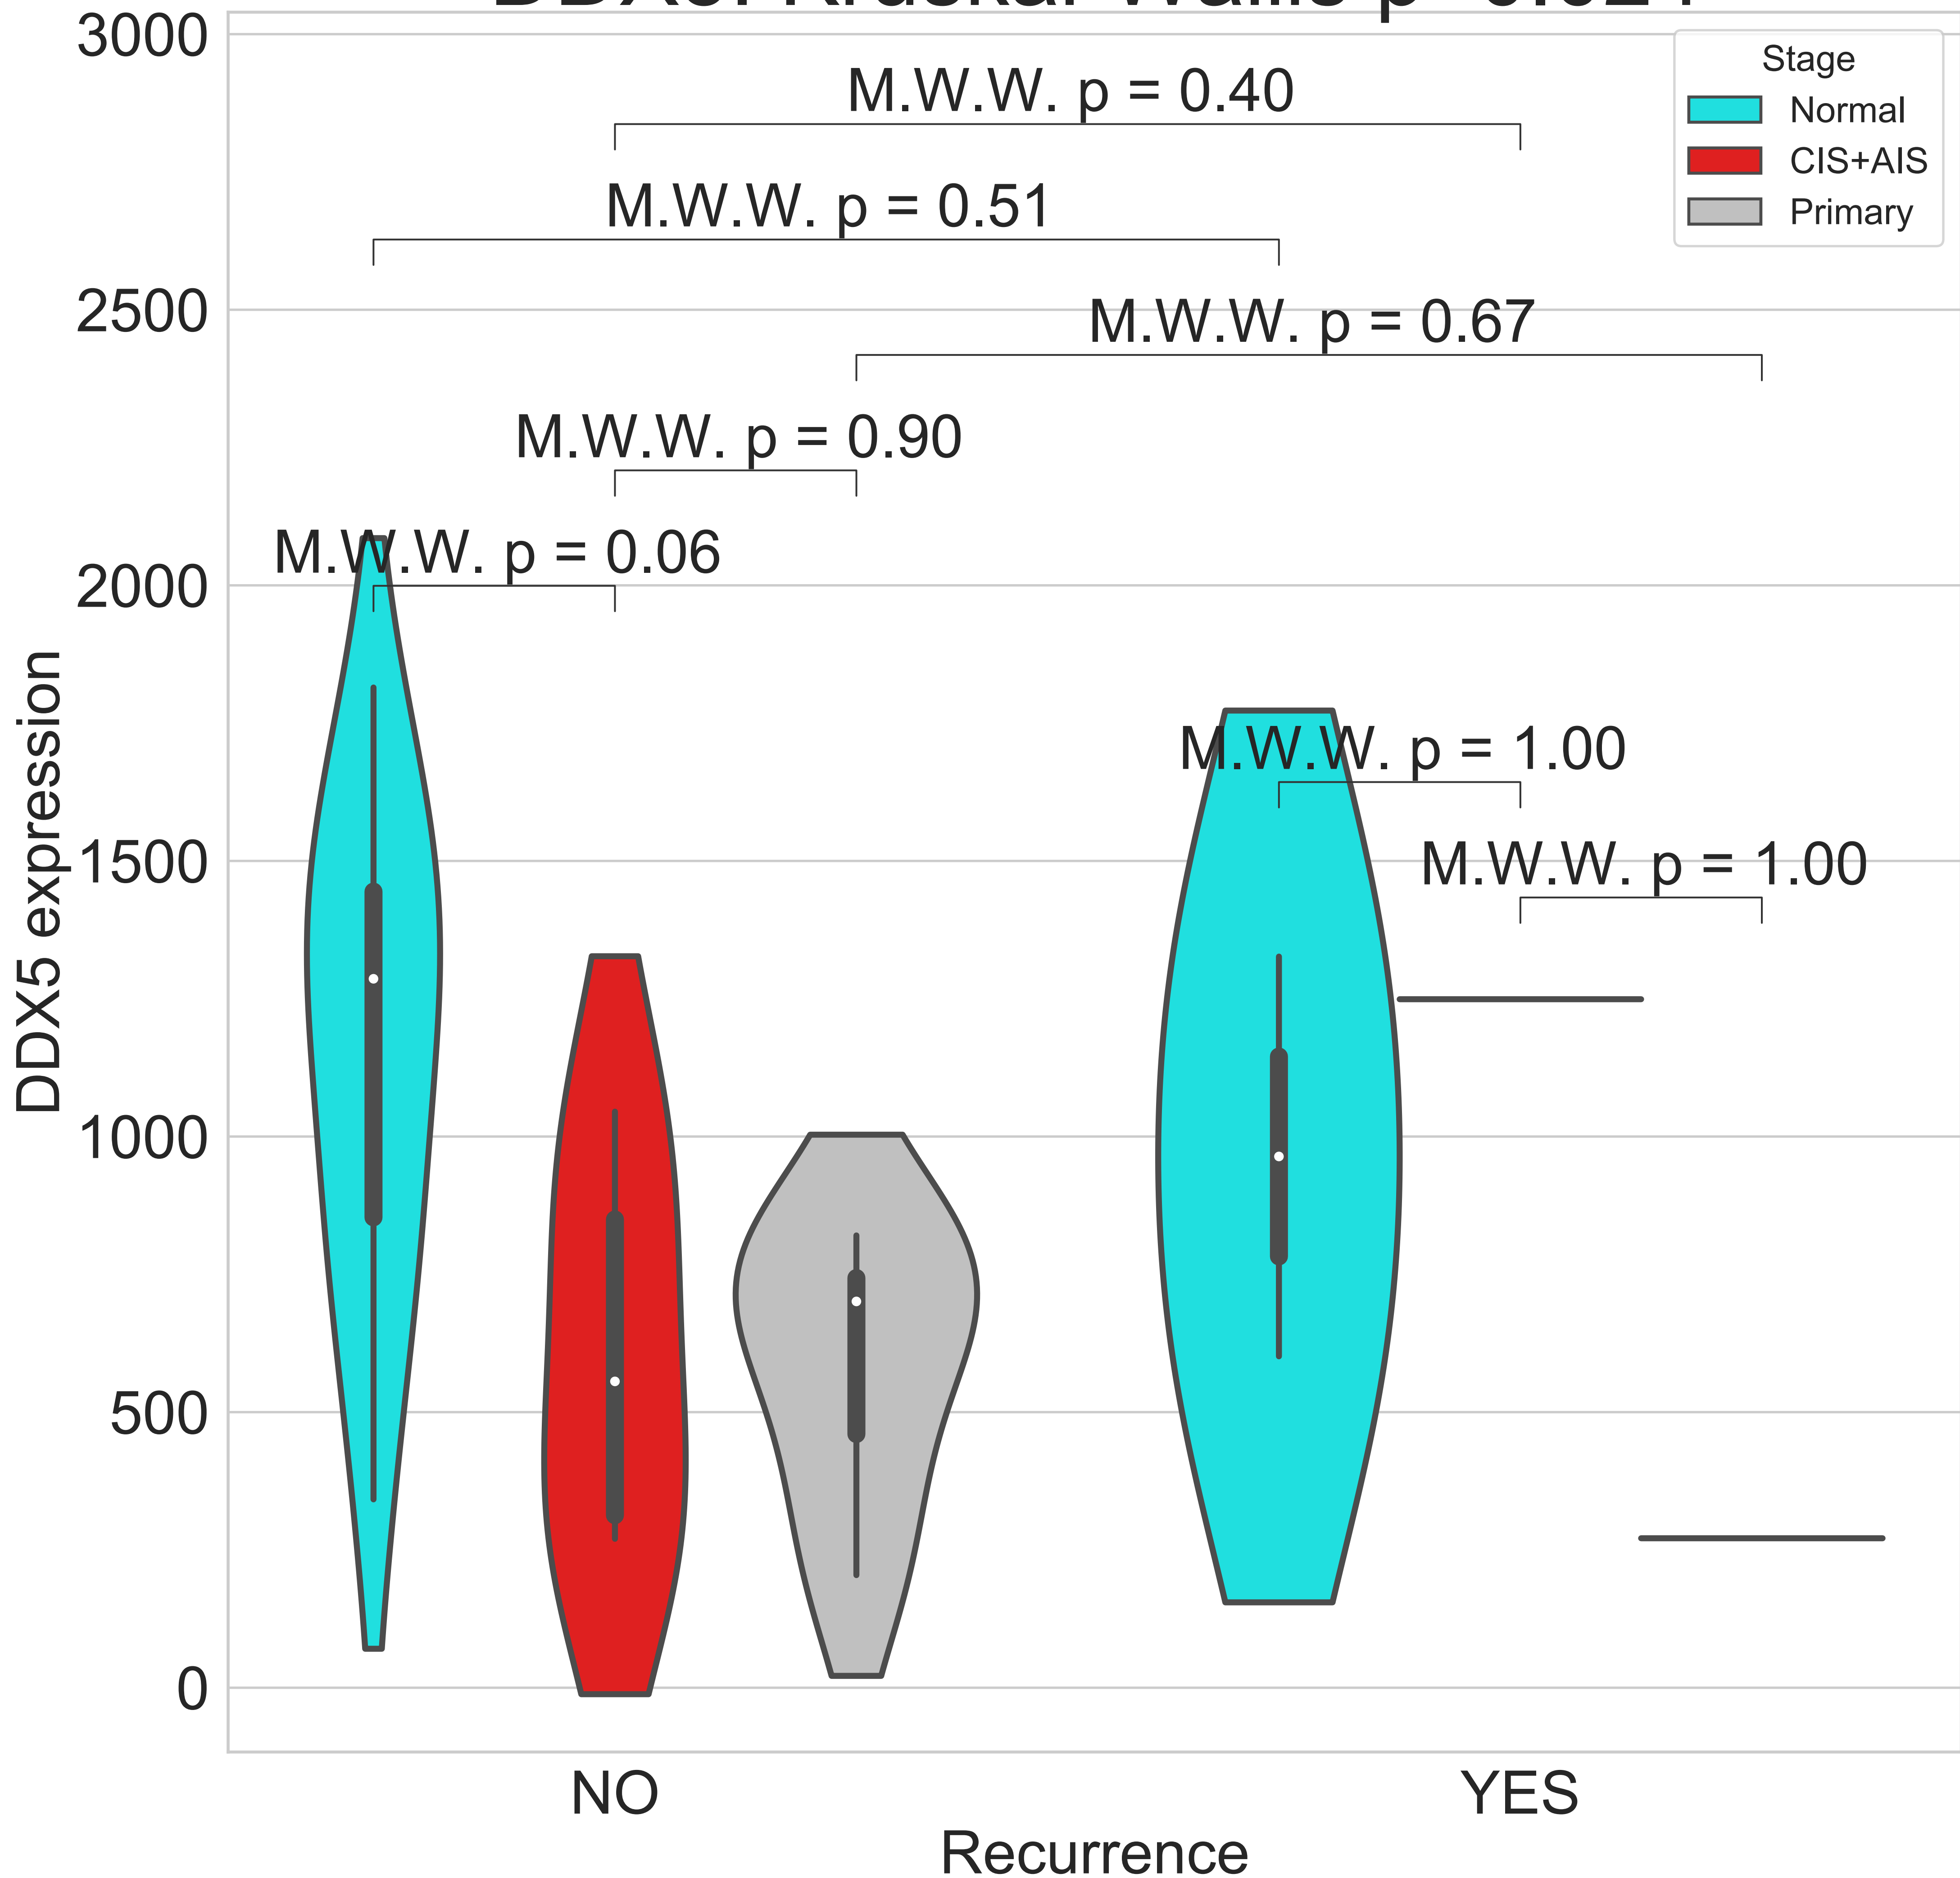 3000
Stage
Normal
CIS+AIS
Primary
M.W.W. p = 0.40
M.W.W. p = 0.51
2500
M.W.W. p = 0.67
M.W.W. p = 0.90
M.W.W. p = 0.06
2000
M.W.W. p = 1.00
1500
M.W.W. p = 1.00
DDX5 expression
1000
500
0
NO
YES
Recurrence